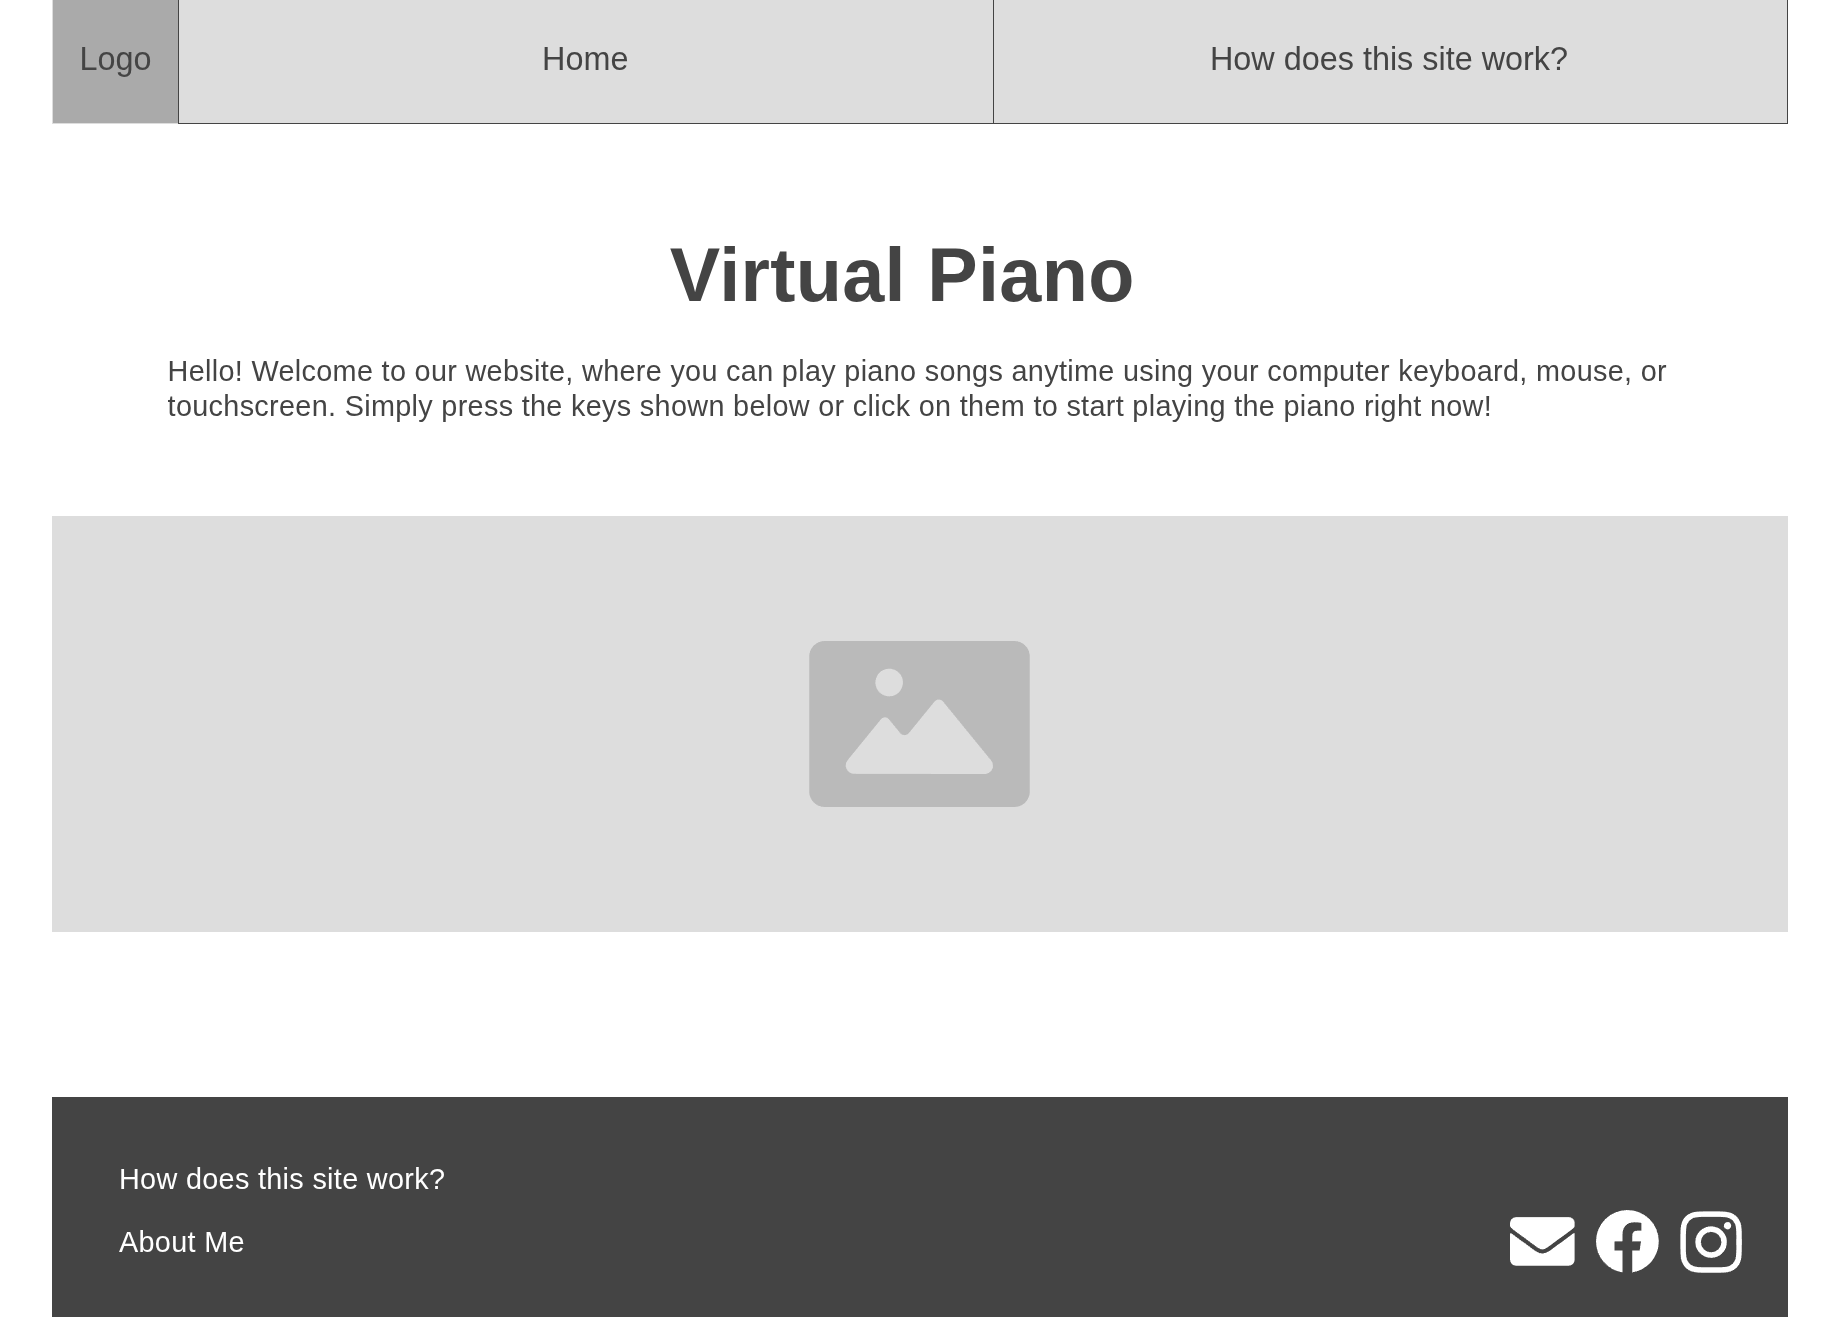 Logo
Home
How does this site work?
Virtual Piano
Hello! Welcome to our website, where you can play piano songs anytime using your computer keyboard, mouse, or
touchscreen. Simply press the keys shown below or click on them to start playing the piano right now!
How does this site work?
About Me